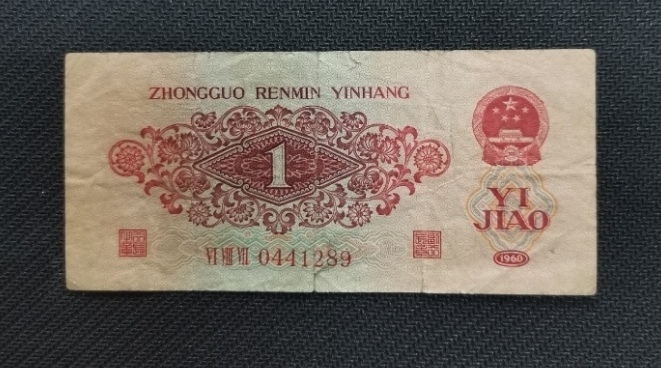 ZHONGGUO RENMIN YINHANG
1
YI
JIAO
VI VIII VII 0441289
1960